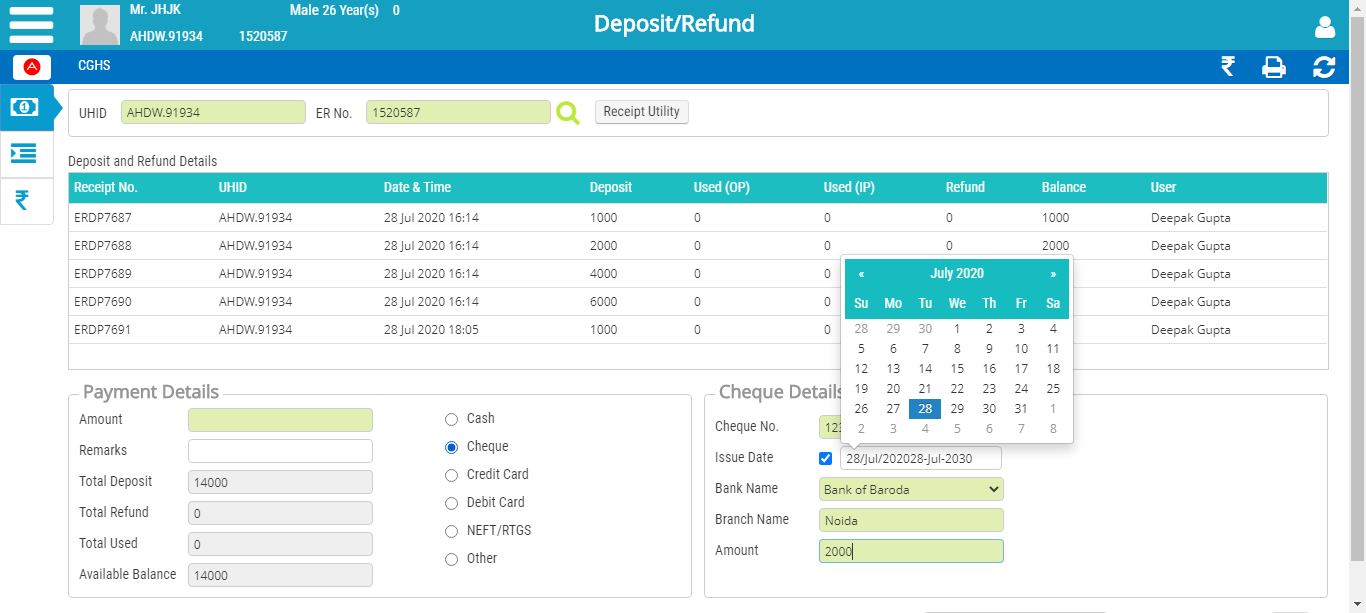 Mr. JHJK Male 26 Year(s) 0
AHDW.91934 1520587
Deposit/Refund
CGHS
UHID AHDW.91934 ER No. 1520587 Receipt Utility
Deposit and Refund Details
Receipt No. UHID Date & Time Deposit Used (OP) Used (IP) Refund Balance User
ERDP7687 AHDW.91934 28 Jul 2020 16:14 1000 0 0 0 1000 Deepak Gupta
ERDP7688 AHDW.91934 28 Jul 2020 16:14 2000 0 0 0 2000 Deepak Gupta
ERDP7689 AHDW.91934 28 Jul 2020 16:14 4000 0 0 Deepak Gupta
ERDP7690 AHDW.91934 28 Jul 2020 16:14 6000 0 0 Deepak Gupta
ERDP7691 AHDW.91934 28 Jul 2020 18:05 1000 0 0 Deepak Gupta
« July 2020 »
Su Mo Tu We Th Fr Sa
28 29 30 1 2 3 4
5 6 7 8 9 10 11
12 13 14 15 16 17 18
19 20 21 22 23 24 25
26 27 28 29 30 31 1
2 3 4 5 6 7 8
Payment Details
Amount
Remarks
Total Deposit 14000
Total Refund 0
Total Used 0
Available Balance 14000
Cash
Cheque
Credit Card
Debit Card
NEFT/RTGS
Other
Cheque Details
Cheque No.
Issue Date 28/Jul/202028-Jul-2030
Bank Name Bank of Baroda
Branch Name Noida
Amount 2000